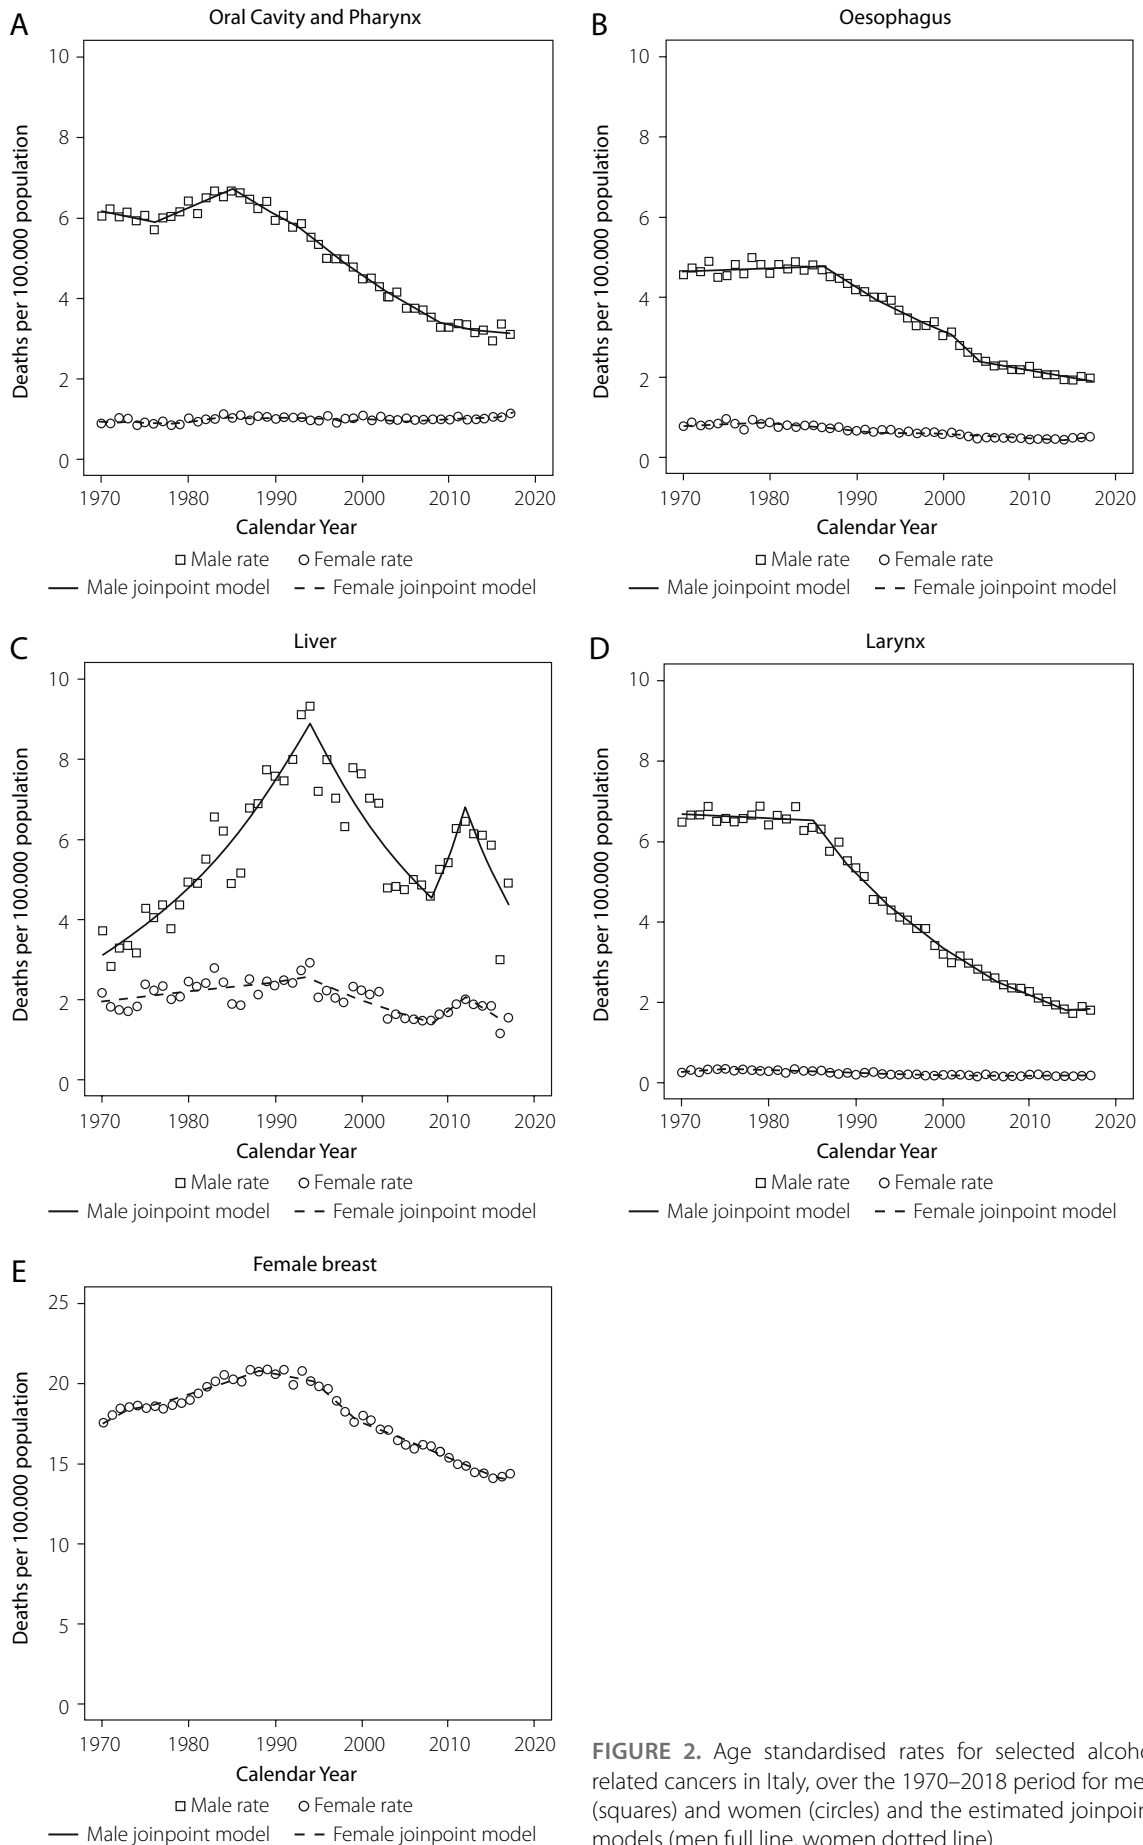 A
Oral Cavity and Pharynx
Deaths per 100.000 population
10
8
6
4
2
0
1970 1980 1990 2000 2010 2020
Calendar Year
Male rate Female rate
Male joinpoint model Female joinpoint model
B
Oesophagus
Deaths per 100.000 population
10
8
6
4
2
0
1970 1980 1990 2000 2010 2020
Calendar Year
Male rate Female rate
Male joinpoint model Female joinpoint model
C
Liver
Deaths per 100.000 population
10
8
6
4
2
0
1970 1980 1990 2000 2010 2020
Calendar Year
Male rate Female rate
Male joinpoint model Female joinpoint model
D
Larynx
Deaths per 100.000 population
10
8
6
4
2
0
1970 1980 1990 2000 2010 2020
Calendar Year
Male rate Female rate
Male joinpoint model Female joinpoint model
E
Female breast
Deaths per 100.000 population
25
20
15
10
5
0
1970 1980 1990 2000 2010 2020
Calendar Year
Male rate Female rate
Male joinpoint model Female joinpoint model
FIGURE 2. Age standardised rates for selected alcoho
related cancers in Italy, over the 1970–2018 period for me
(squares) and women (circles) and the estimated joinpoin
models (men full line, women dotted line)